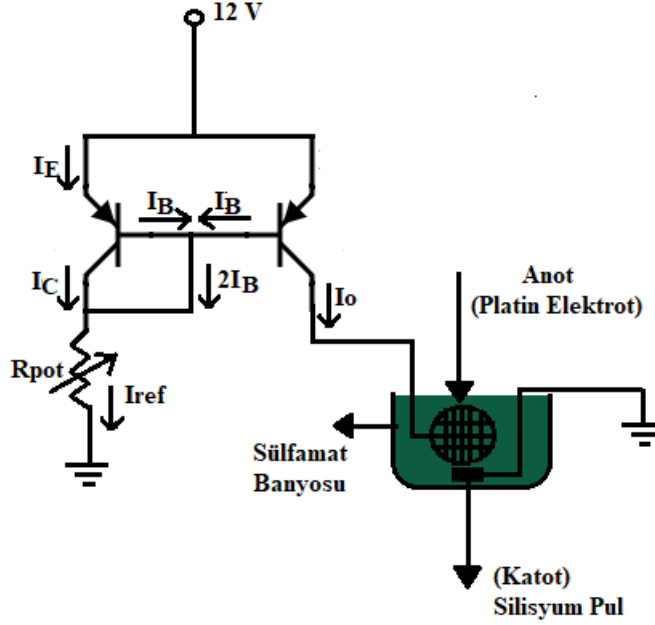 12 V
IE
IB
IB
IC
2IB
Io
Rpot
Iref
Anot
(Platin Elektrot)
Sülfamat
Banyosu
(Katot)
Silisyum Pul